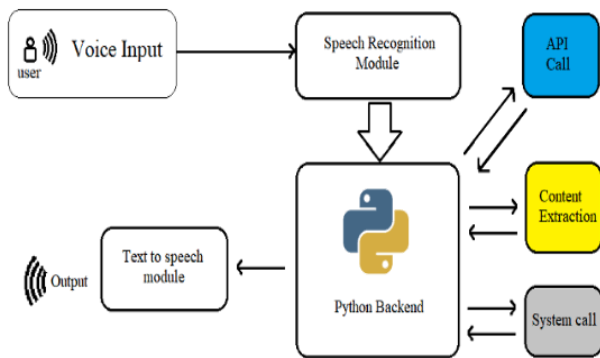 Voice Input
user
Speech Recognition
Module
API
Call
Content
Extraction
Python Backend
Text to speech
module
Output
System call